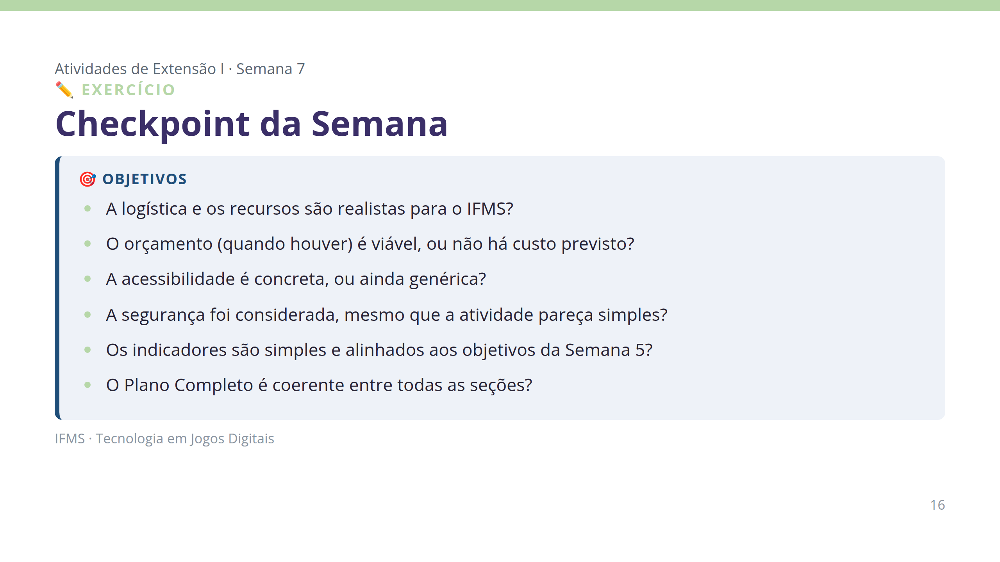 Atividades de Extensão I · Semana 7
✏️ EXERCÍCIO
Checkpoint da Semana
🎯 OBJETIVOS
• A logística e os recursos são realistas para o IFMS?
• O orçamento (quando houver) é viável, ou não há custo previsto?
• A acessibilidade é concreta, ou ainda genérica?
• A segurança foi considerada, mesmo que a atividade pareça simples?
• Os indicadores são simples e alinhados aos objetivos da Semana 5?
• O Plano Completo é coerente entre todas as seções?
IFMS · Tecnologia em Jogos Digitais
16